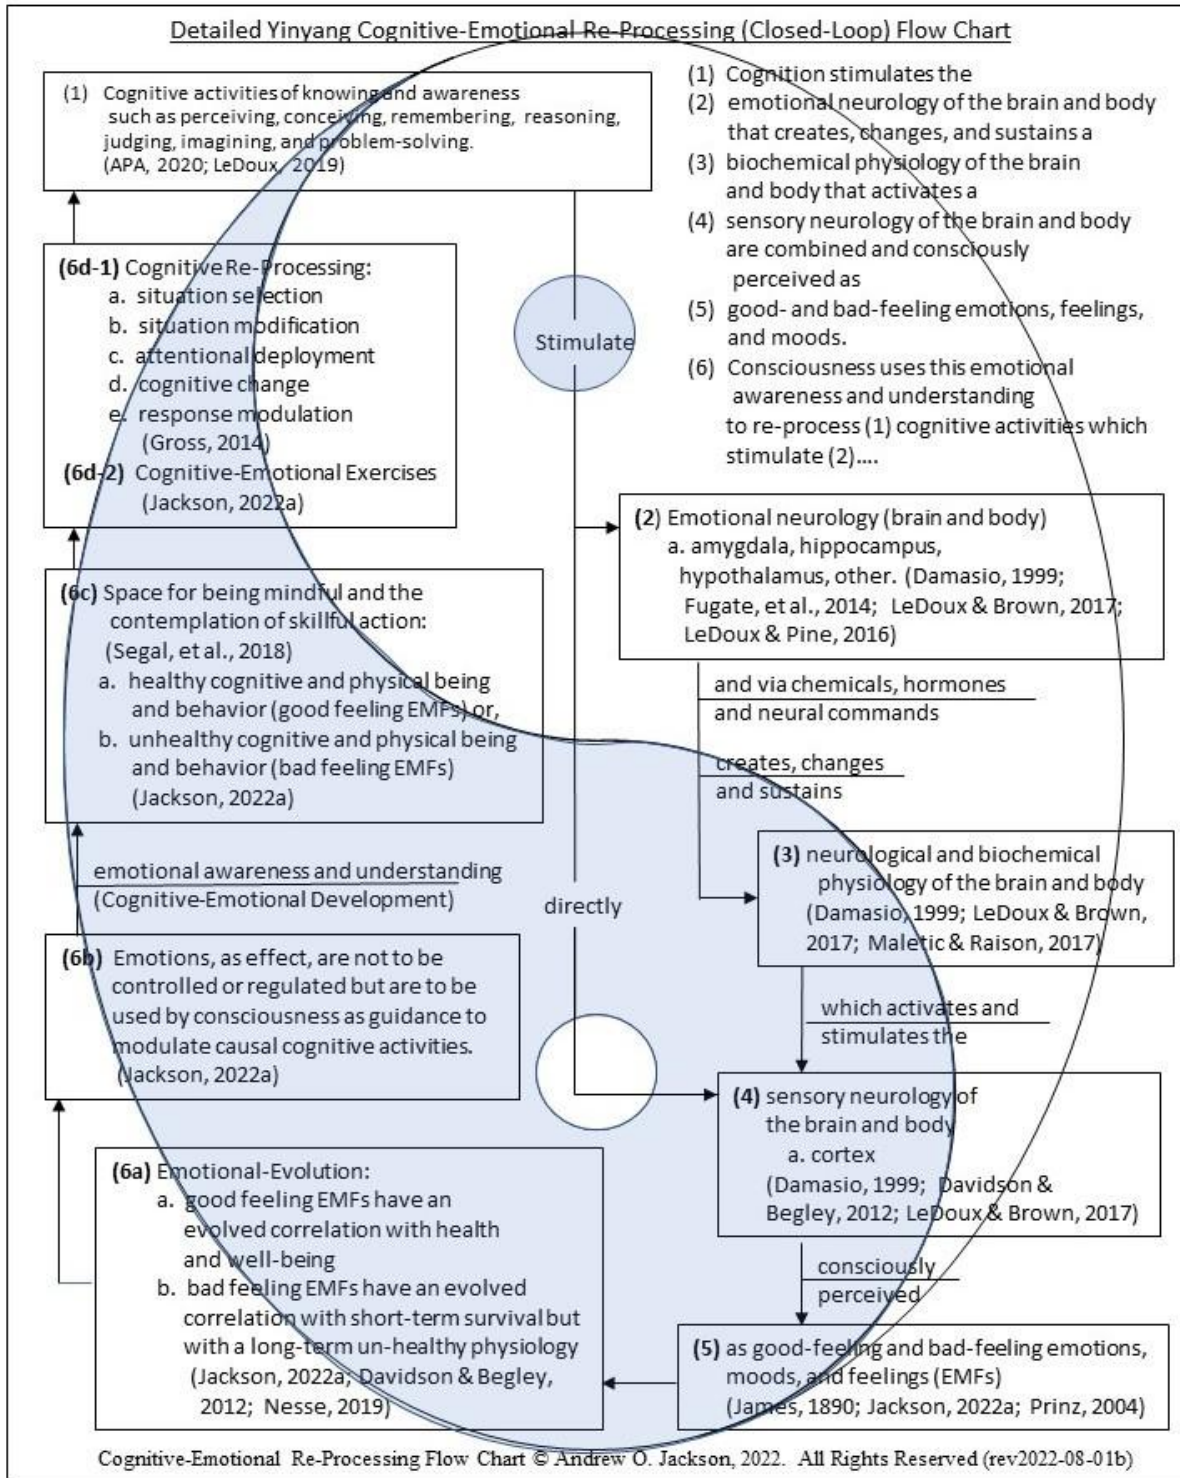 Detailed Yinyang Cognitive-Emotional Re-Processing (Closed-Loop) Flow Chart
(1) Cognitive activities of knowing and awareness
such as perceiving, conceiving, remembering, reasoning,
judging, imagining, and problem-solving.
(APA, 2020; LeDoux, 2019)
(1) Cognition stimulates the
(2) emotional neurology of the brain and body
that creates, changes, and sustains a
(3) biochemical physiology of the brain
and body that activates a
(4) sensory neurology of the brain and body
are combined and consciously
perceived as
(5) good- and bad-feeling emotions, feelings,
and moods.
(6) Consciousness uses this emotional
awareness and understanding
to re-process (1) cognitive activities which
stimulate (2)....
Stimulate
(2) Emotional neurology (brain and body)
a. amygdala, hippocampus,
hypothalamus, other. (Damasio, 1999;
Fugate, et al., 2014; LeDoux & Brown, 2017;
LeDoux & Pine, 2016)
and via chemicals, hormones
and neural commands
creates, changes
and sustains
(3) neurological and biochemical
physiology of the brain and body
(Damasio, 1999; LeDoux & Brown,
2017; Maletic & Raison, 2017)
which activates and
stimulates the
directly
(4) sensory neurology of
the brain and body
a. cortex
(Damasio, 1999; Davidson &
Begley, 2012; LeDoux & Brown, 2017)
consciously
perceived
(5) as good-feeling and bad-feeling emotions,
moods, and feelings (EMFs)
(James, 1890; Jackson, 2022a; Prinz, 2004)
(6a) Emotional-Evolution:
a. good feeling EMFs have an
evolved correlation with health
and well-being
b. bad feeling EMFs have an evolved
correlation with short-term survival but
with a long-term un-healthy physiology
(Jackson, 2022a; Davidson & Begley,
2012; Nesse, 2019)
(6b) Emotions, as effect, are not to be
controlled or regulated but are to be
used by consciousness as guidance to
modulate causal cognitive activities.
(Jackson, 2022a)
emotional awareness and understanding
(Cognitive-Emotional Development)
(6c) Space for being mindful and the
contemplation of skillful action:
(Segal, et al., 2018)
a. healthy cognitive and physical being
and behavior (good feeling EMFs) or,
b. unhealthy cognitive and physical being
and behavior (bad feeling EMFs)
(Jackson, 2022a)
(6d-1) Cognitive Re-Processing:
a. situation selection
b. situation modification
c. attentional deployment
d. cognitive change
e. response modulation
(Gross, 2014)
(6d-2) Cognitive-Emotional Exercises
(Jackson, 2022a)
Cognitive-Emotional Re-Processing Flow Chart © Andrew O. Jackson, 2022. All Rights Reserved (rev2022-08-01b)